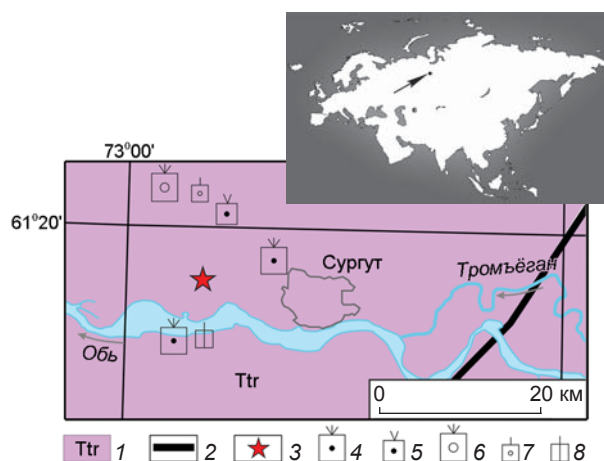 73°00'
61°20'
Сургут
Тромъёган
Обь
Ttr
0 20 км
Ttr 1 2 3 4 5 6 7 8